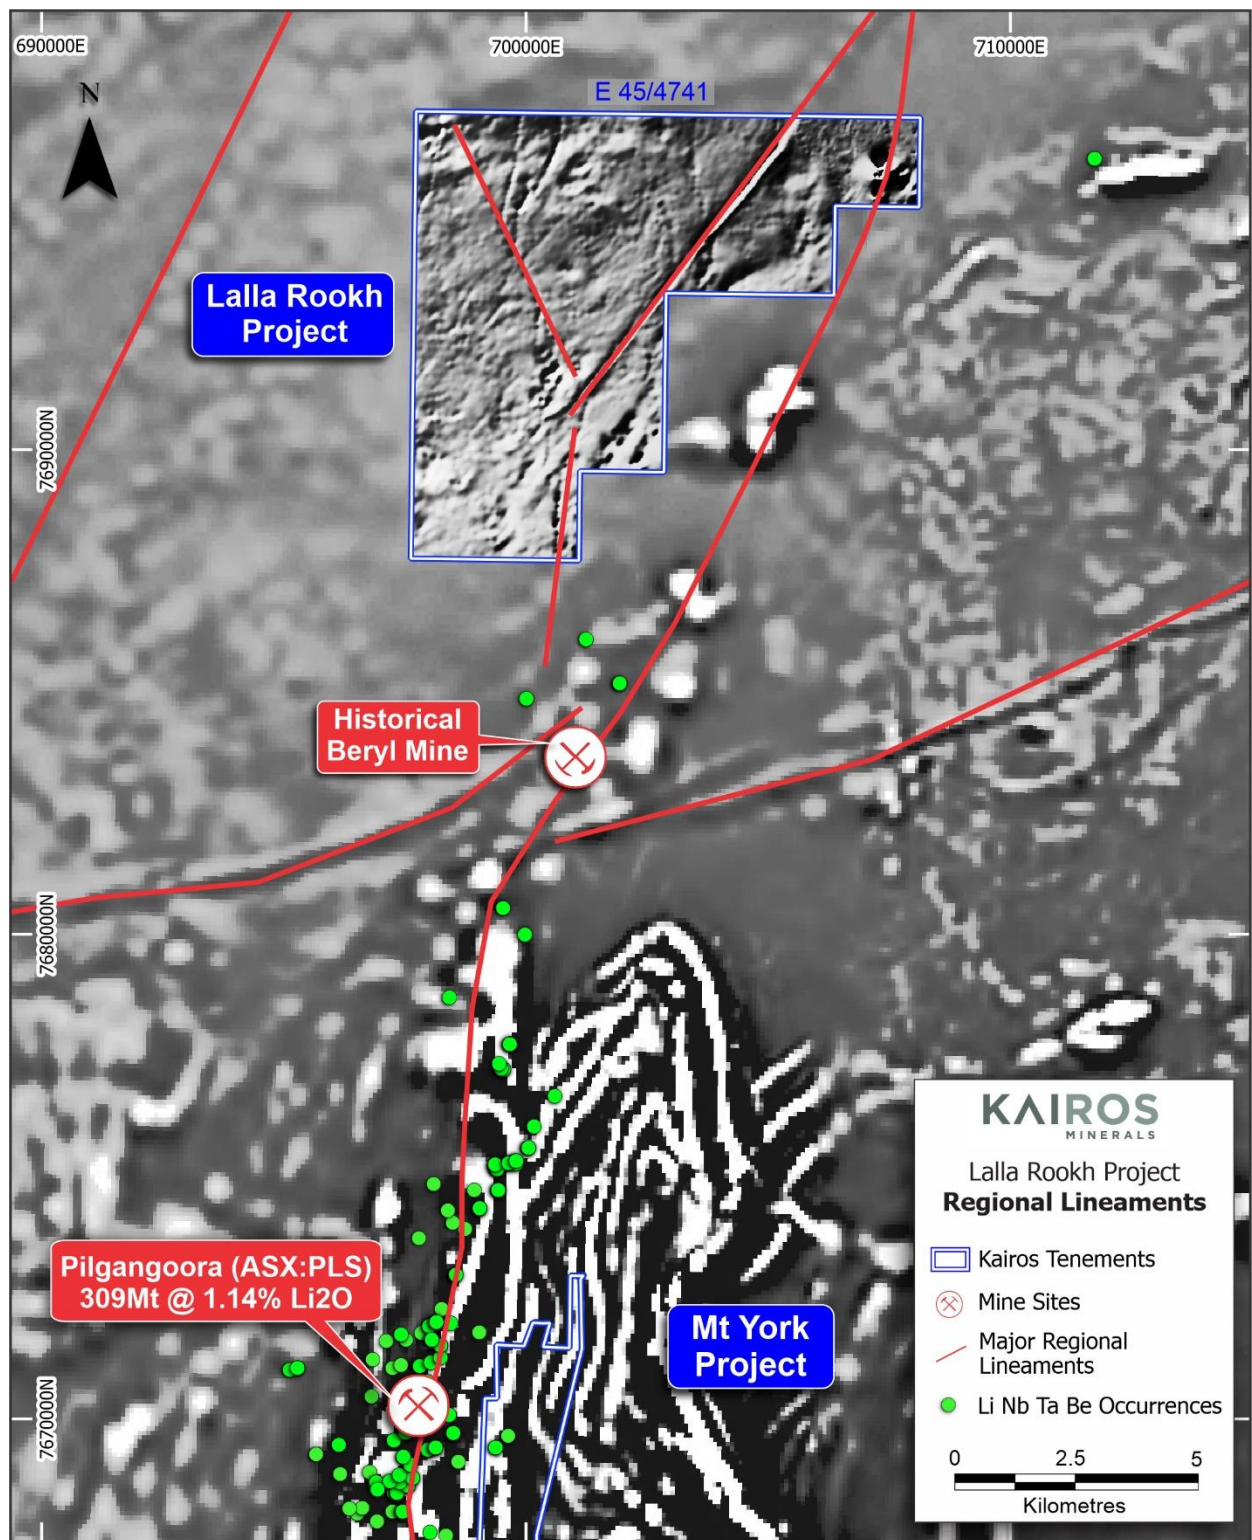 690000E
700000E
710000E
N
E 45/4741
Lalla Rookh
Project
7690000N
Historical
Beryl Mine
7680000N
Pilgangoora (ASX:PLS)
309Mt @ 1.14% Li2O
Mt York
Project
7670000N
KAIROS
MINERALS
Lalla Rookh Project
Regional Lineaments
Kairos Tenements
Mine Sites
Major Regional
Lineaments
Li Nb Ta Be Occurrences
0 2.5 5
Kilometres